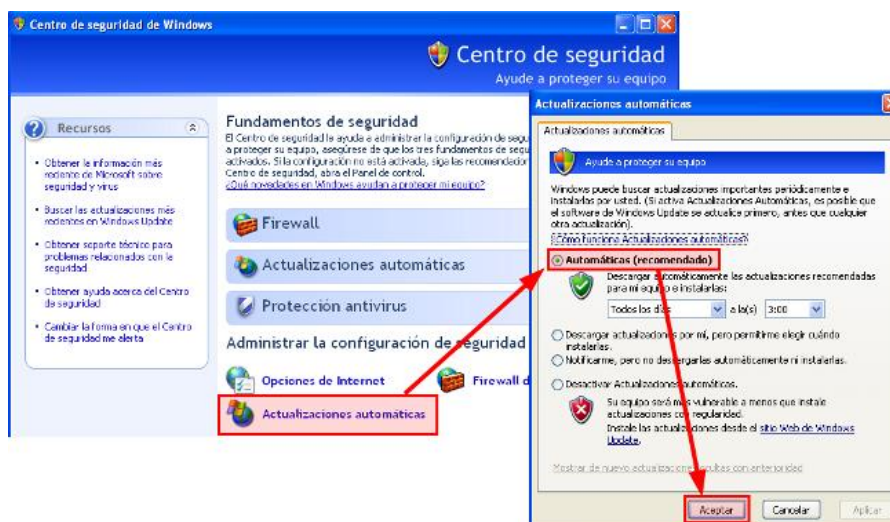 Centro de seguridad de Windows
Centro de seguridad
Ayude a proteger su equipo
Recursos
Obtener la información más
reciente de Microsoft sobre
seguridad y virus
Buscar las actualizaciones más
recientes en Windows Update
Obtener soporte técnico para
problemas relacionados con la
seguridad
Obtener ayuda acerca del Centro
de seguridad
Cambiar la forma en que el Centro
de seguridad me alerta
Fundamentos de seguridad
El Centro de seguridad le ayuda a administrar la configuración de segu
a proteger su equipo, asegúrese de que los tres fundamentos de segu
activados. Si la configuración no está activada, siga las recomendacion
Centro de seguridad, abra el Panel de control.
¿Qué novedades en Windows ayudan a proteger mi equipo?
Firewall
Actualizaciones automáticas
Protección antivirus
Administrar la configuración de seguridad
Opciones de Internet
Firewall d
Actualizaciones automáticas
Actualizaciones automáticas
Actualizaciones automáticas
Ayude a proteger su equipo
Windows puede buscar actualizaciones importantes periódicamente e
instalarlas por usted. (Si activa Actualizaciones Automáticas, es posible que
el software de Windows Update se actualice primero, antes que cualquier
otra actualización).
¿Cómo funciona Actualizaciones automáticas?
Automáticas (recomendado)
Descargar automáticamente las actualizaciones recomendadas
para mi equipo e instalarlas:
Todos los días a la(s) 3:00
Descargar actualizaciones por mí, pero permitirme elegir cuándo
instalarlas.
Notificarme, pero no descargarlas automáticamente ni instalarlas.
Desactivar Actualizaciones automáticas.
Su equipo será más vulnerable a menos que instale
actualizaciones con regularidad.
Instale las actualizaciones desde el sitio Web de Windows
Update.
Mostrar de nuevo actualizaciones ocultas con anterioridad
Aceptar Cancelar Aplicar